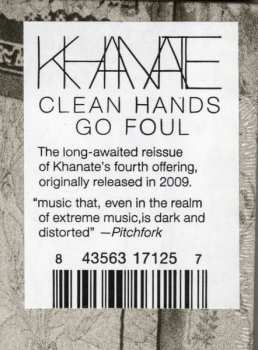 KHANATE
CLEAN HANDS
GO FOUL
The long-awaited reissue
of Khanate's fourth offering,
originally released in 2009.
"music that, even in the realm
of extreme music,is dark and
distorted" —Pitchfork
8 43563 17125 7